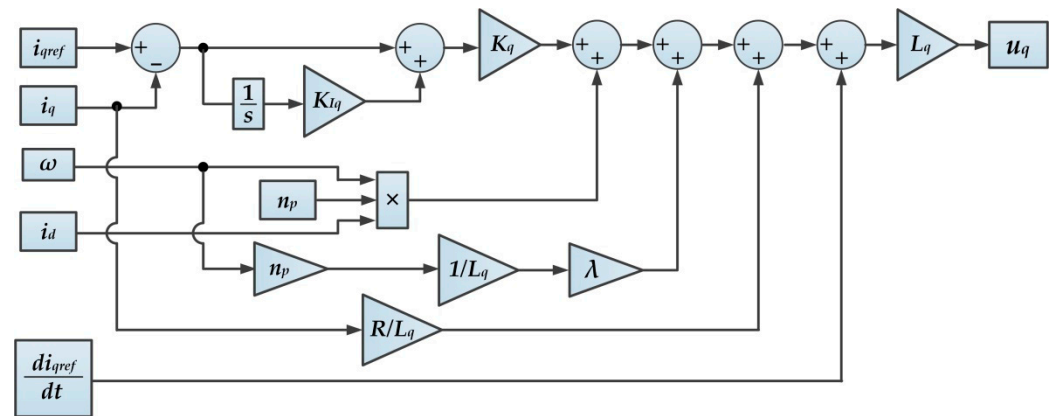 i_qref
+
−
+
+
K_q
+
+
+
+
+
+
+
+
L_q
u_q
i_q
1/s
K_Iq
ω
n_p
×
i_d
n_p
1/L_q
λ
R/L_q
di_qref
dt